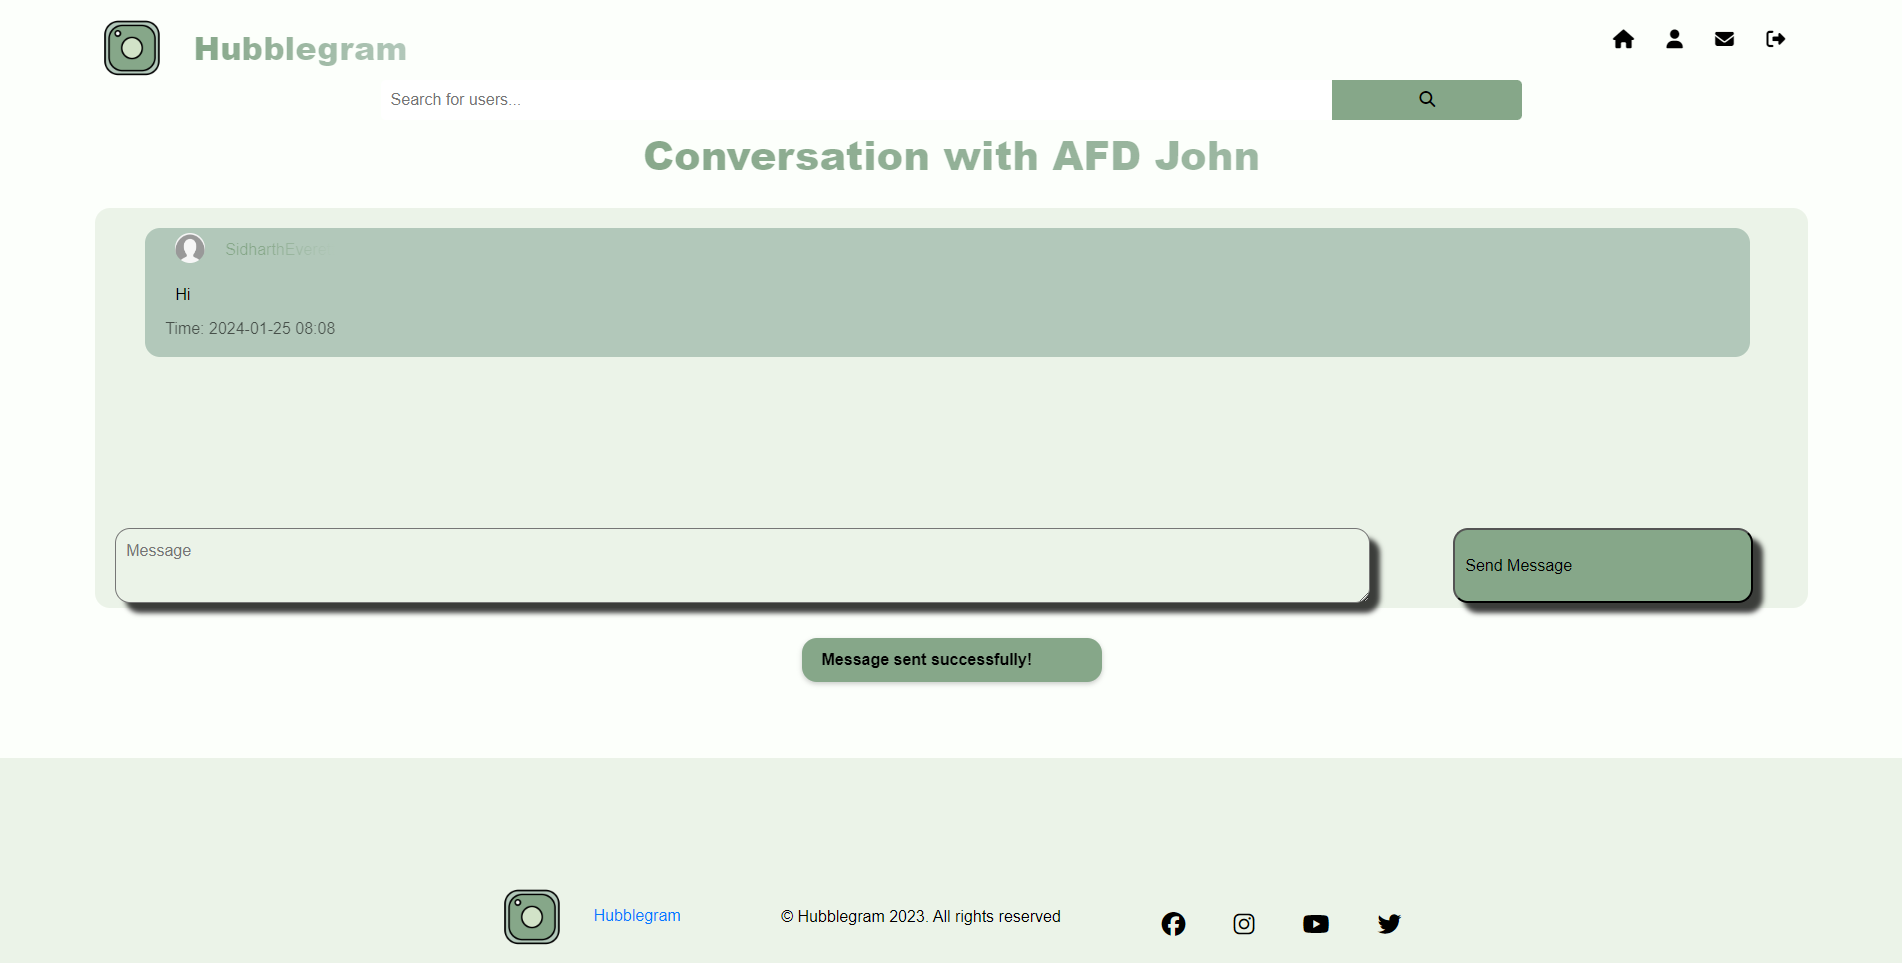 Hubblegram
Search for users...
Conversation with AFD John
Hi
Time: 2024-01-25 08:08
Message
Send Message
Message sent successfully!
Hubblegram
© Hubblegram 2023. All rights reserved